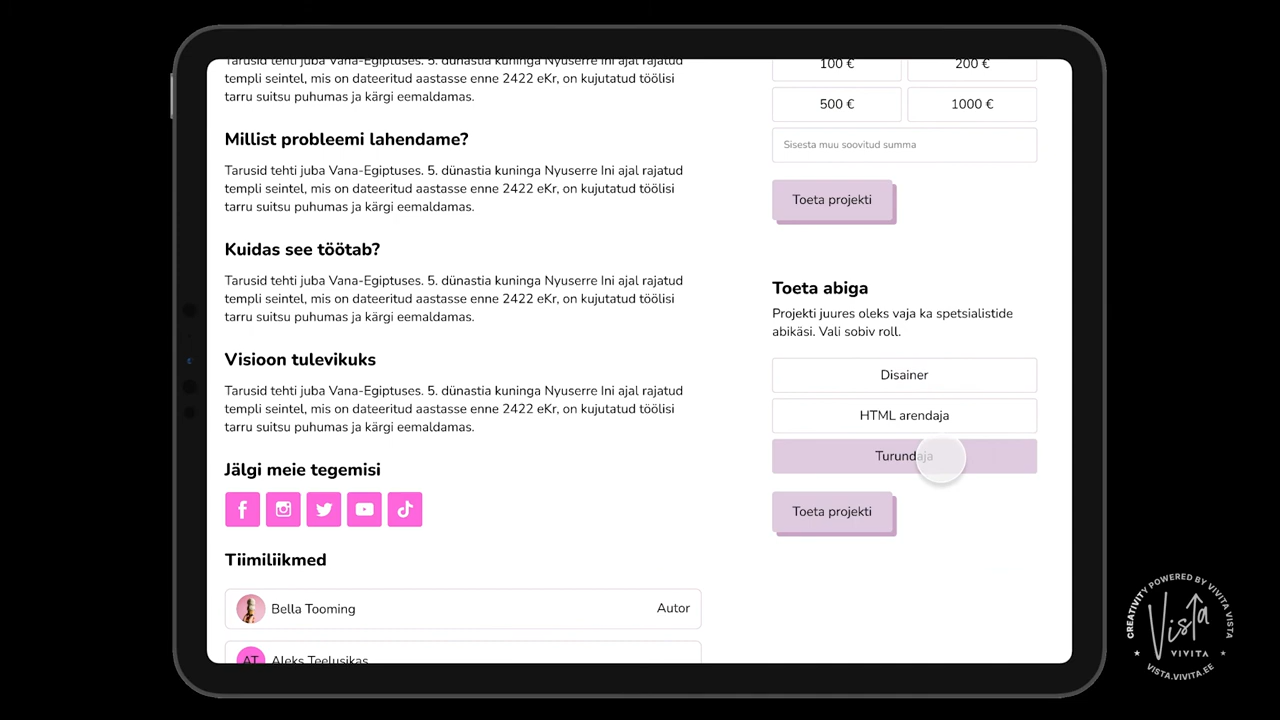 Tarusid tehti juba Vana-Egiptuses. 5. dünastia kuninga Nyuserre Ini ajal rajatud
templi seintel, mis on dateeritud aastasse enne 2422 eKr, on kujutatud töölisi
tarru suitsu puhumas ja kärgi eemaldamas.
Millist probleemi lahendame?
Tarusid tehti juba Vana-Egiptuses. 5. dünastia kuninga Nyuserre Ini ajal rajatud
templi seintel, mis on dateeritud aastasse enne 2422 eKr, on kujutatud töölisi
tarru suitsu puhumas ja kärgi eemaldamas.
Kuidas see töötab?
Tarusid tehti juba Vana-Egiptuses. 5. dünastia kuninga Nyuserre Ini ajal rajatud
templi seintel, mis on dateeritud aastasse enne 2422 eKr, on kujutatud töölisi
tarru suitsu puhumas ja kärgi eemaldamas.
Visioon tulevikuks
Tarusid tehti juba Vana-Egiptuses. 5. dünastia kuninga Nyuserre Ini ajal rajatud
templi seintel, mis on dateeritud aastasse enne 2422 eKr, on kujutatud töölisi
tarru suitsu puhumas ja kärgi eemaldamas.
Jälgi meie tegemisi
Tiimiliikmed
Bella Tooming
Autor
AT
Aleks Teelusikas
100 €
200 €
500 €
1000 €
Sisesta muu soovitud summa
Toeta projekti
Toeta abiga
Projekti juures oleks vaja ka spetsialistide
abikäsi. Vali sobiv roll.
Disainer
HTML arendaja
Turundaja
Toeta projekti
CREATIVITY POWERED BY VIVITA VISTA
Vista
VIVITA
VISTA.VIVITA.EE